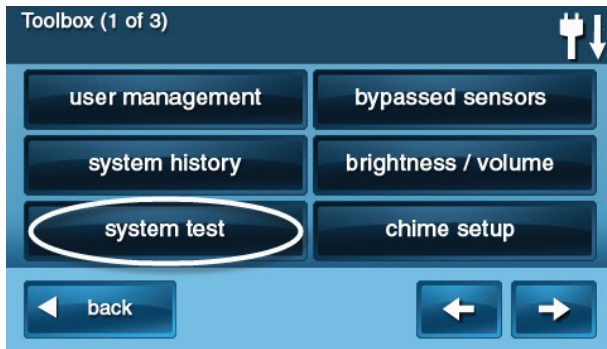 Toolbox (1 of 3)
user management
bypassed sensors
system history
brightness / volume
system test
chime setup
back